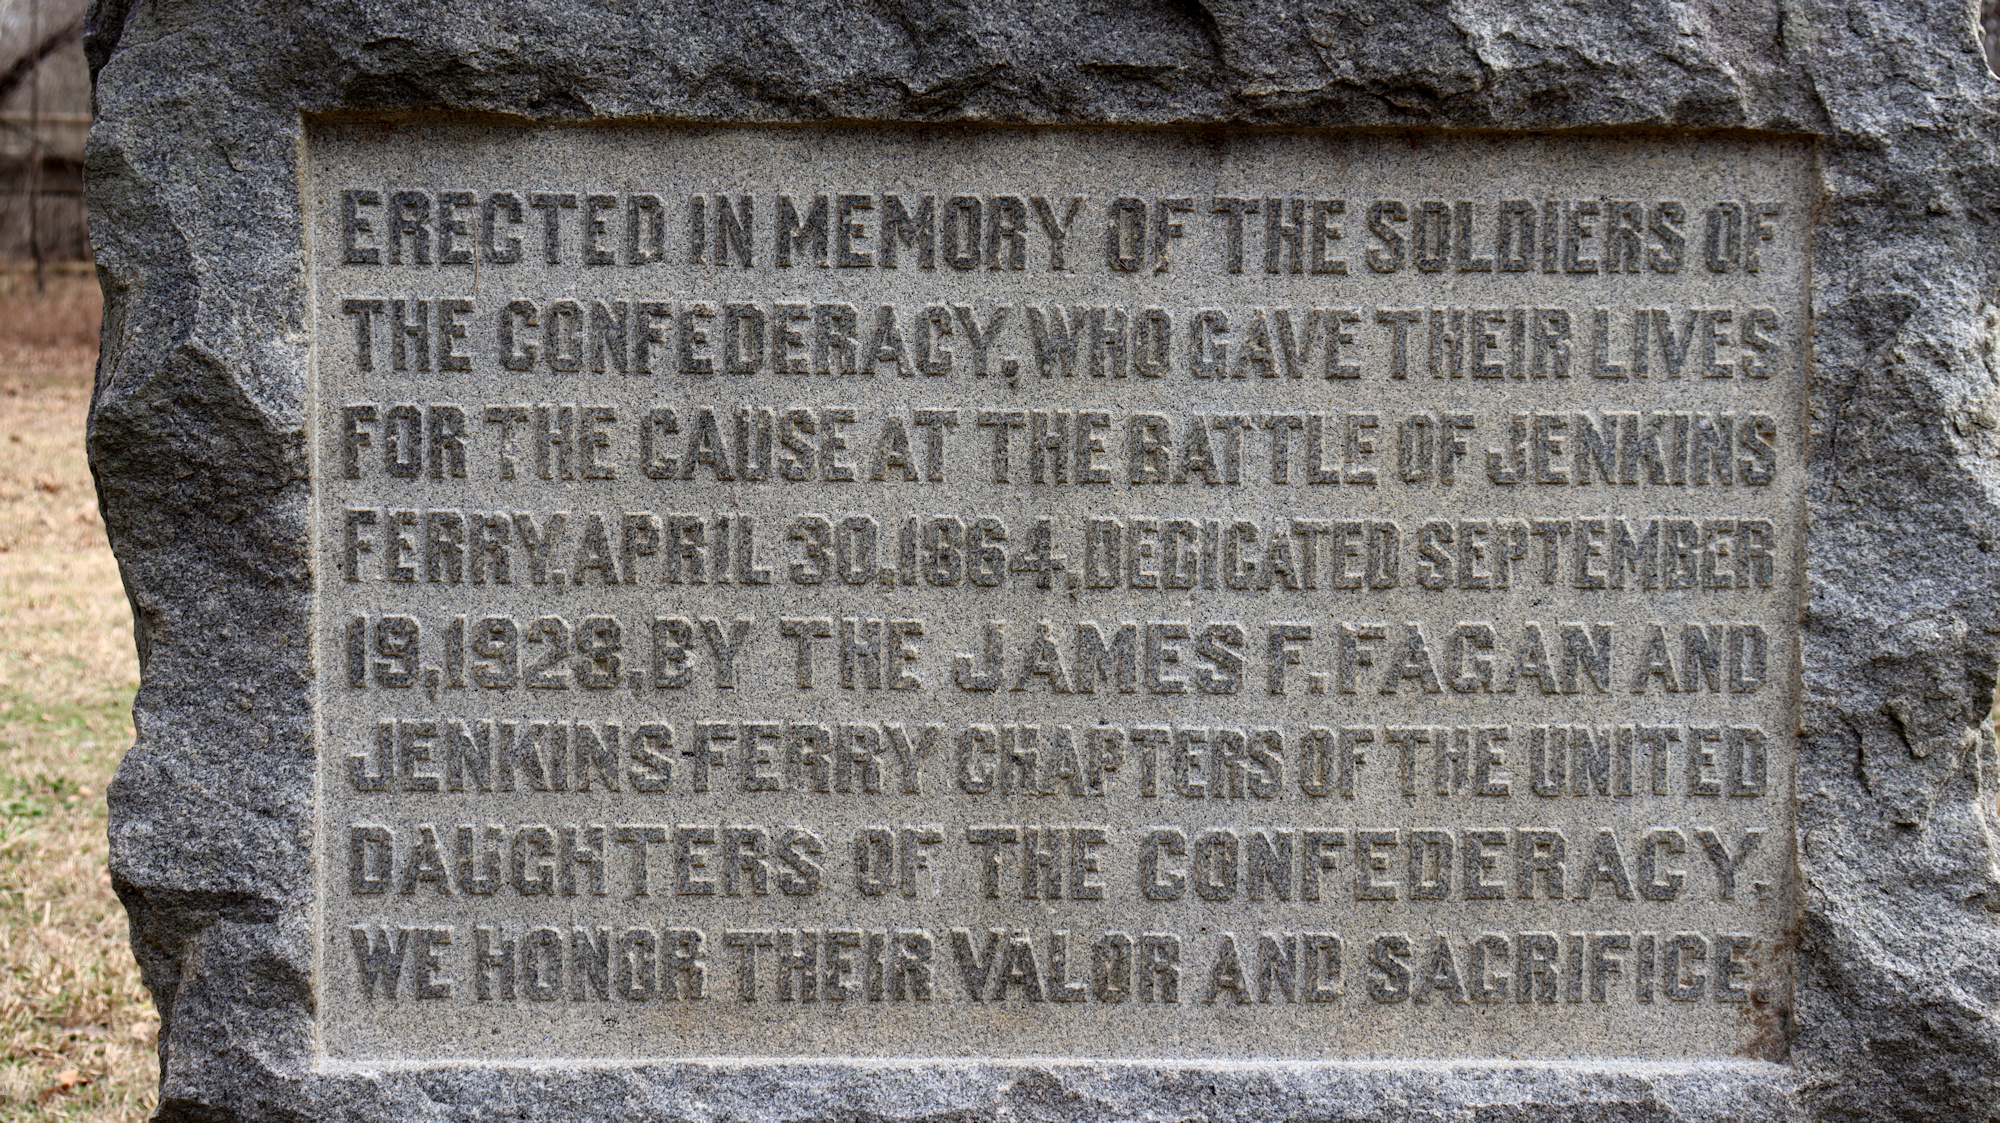 ERECTED IN MEMORY OF THE SOLDIERS OF
THE CONFEDERACY, WHO GAVE THEIR LIVES
FOR THE CAUSE AT THE BATTLE OF JENKINS
FERRY, APRIL 30, 1864, DEDICATED SEPTEMBER
19, 1928, BY THE JAMES F. FAGAN AND
JENKINS-FERRY CHAPTERS OF THE UNITED
DAUGHTERS OF THE CONFEDERACY.
WE HONOR THEIR VALOR AND SACRIFICE.